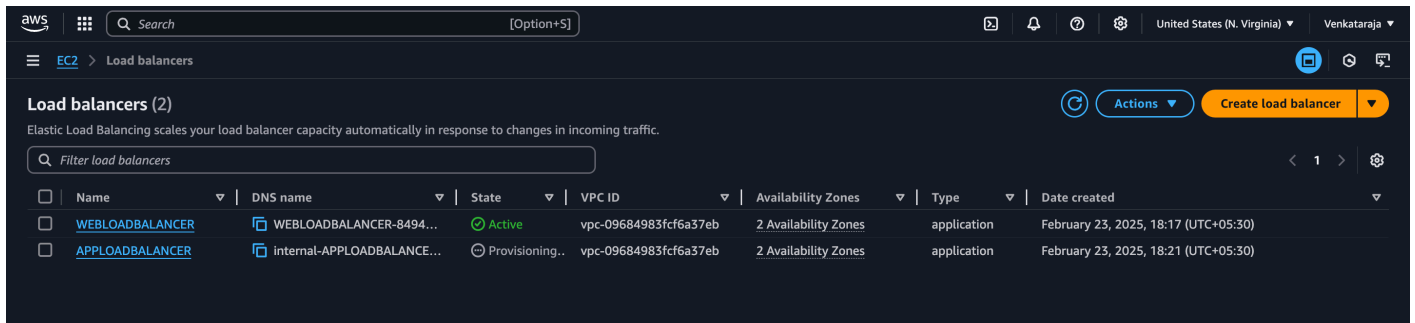 aws Search [Option+S] United States (N. Virginia) Venkataraja
EC2 > Load balancers
Load balancers (2) Actions Create load balancer
Elastic Load Balancing scales your load balancer capacity automatically in response to changes in incoming traffic.
Filter load balancers 1
Name DNS name State VPC ID Availability Zones Type Date created
WEBLOADBALANCER WEBLOADBALANCER-8494... Active vpc-09684983fcf6a37eb 2 Availability Zones application February 23, 2025, 18:17 (UTC+05:30)
APPLOADBALANCER internal-APPLOADBALANCE... Provisioning.. vpc-09684983fcf6a37eb 2 Availability Zones application February 23, 2025, 18:21 (UTC+05:30)